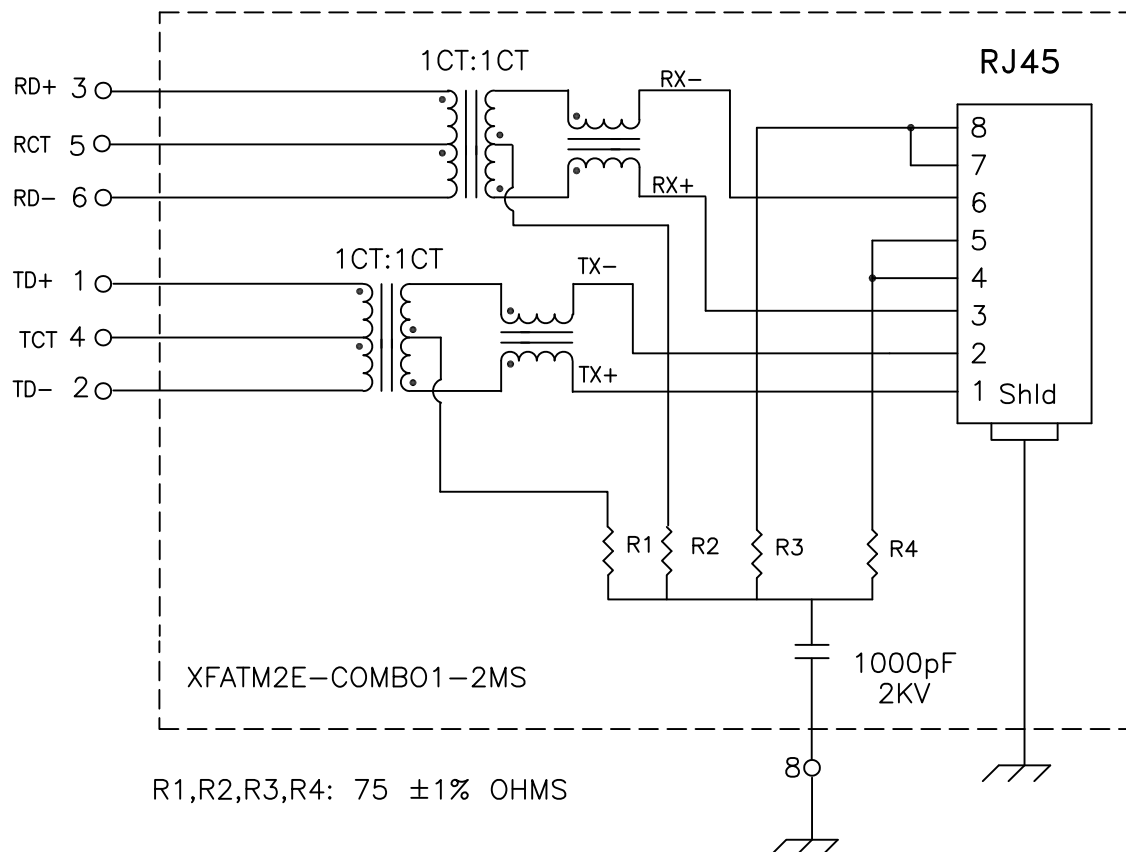 1CT:1CT
RJ45
RD+ 3
RX-
RCT 5
RD- 6
RX+
8
7
6
5
4
3
2
1 Shld
1CT:1CT
TD+ 1
TX-
TCT 4
TD- 2
TX+
R1
R2
R3
R4
XFATM2E-COMBO1-2MS
1000pF
2KV
8
R1,R2,R3,R4: 75 ±1% OHMS